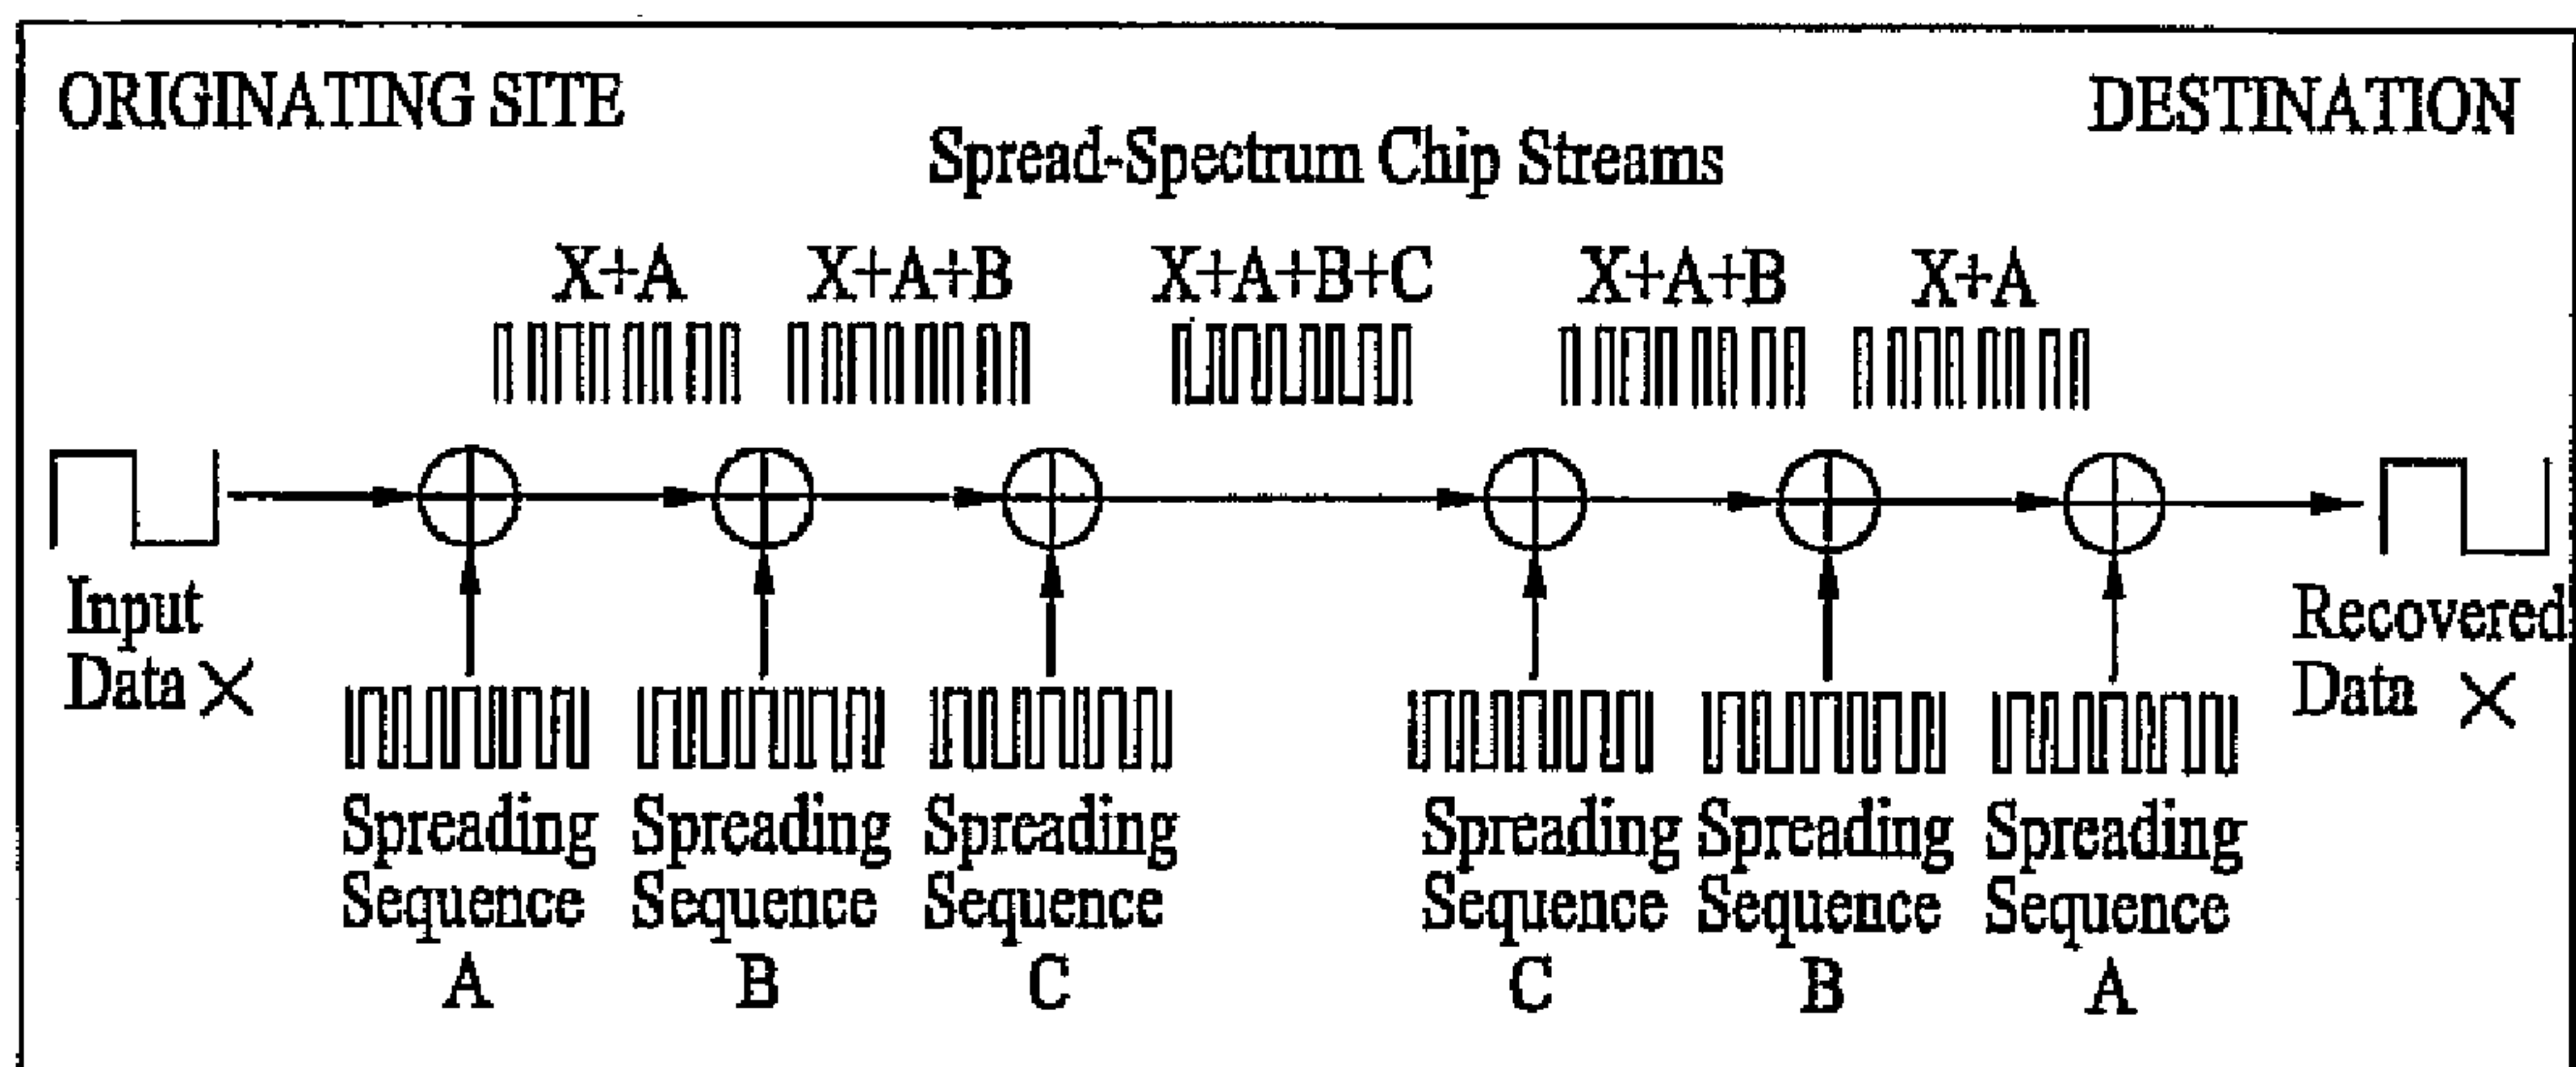 ORIGINATING SITE
DESTINATION
Spread-Spectrum Chip Streams
X+A
X+A+B
X+A+B+C
X+A+B
X+A
Input
Data X
Recovered
Data X
Spreading
Sequence
A
Spreading
Sequence
B
Spreading
Sequence
C
Spreading
Sequence
C
Spreading
Sequence
B
Spreading
Sequence
A